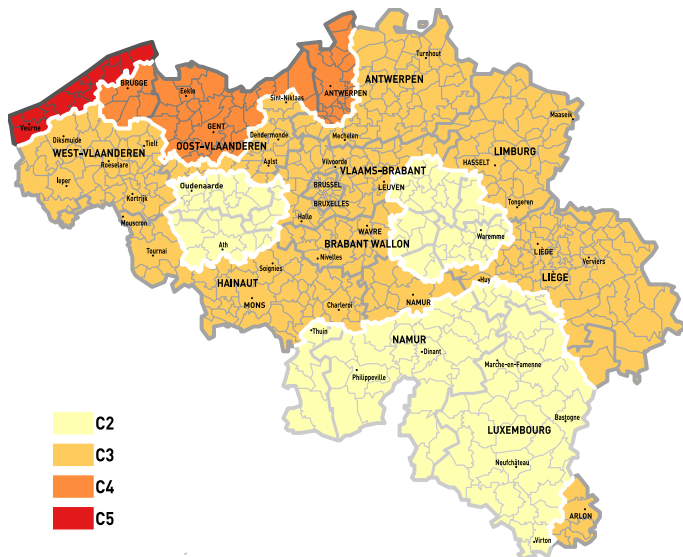 Turnhout
ANTWERPEN
BRUGGE
Eeklo
ANTWERPEN
Sint-Niklaas
Maaseik
Veurne
GENT
Diksmuide
Tielt
OOST-VLAANDEREN
Dendermonde
Mechelen
WEST-VLAANDEREN
Roeselare
Aalst
Vilvoorde
VLAAMS-BRABANT
HASSELT
LIMBURG
Ieper
Oudenaarde
BRUSSEL
LEUVEN
Kortrijk
BRUXELLES
Tongeren
Mouscron
Halle
WAVRE
Waremme
Ath
BRABANT WALLON
LIÈGE
Tournai
Nivelles
Verviers
Soignies
LIÈGE
HAINAUT
Huy
MONS
Charleroi
NAMUR
Thuin
NAMUR
Dinant
Marche-en-Famenne
Philippeville
C2
Bastogne
LUXEMBOURG
C3
Neufchâteau
C4
C5
ARLON
Virton